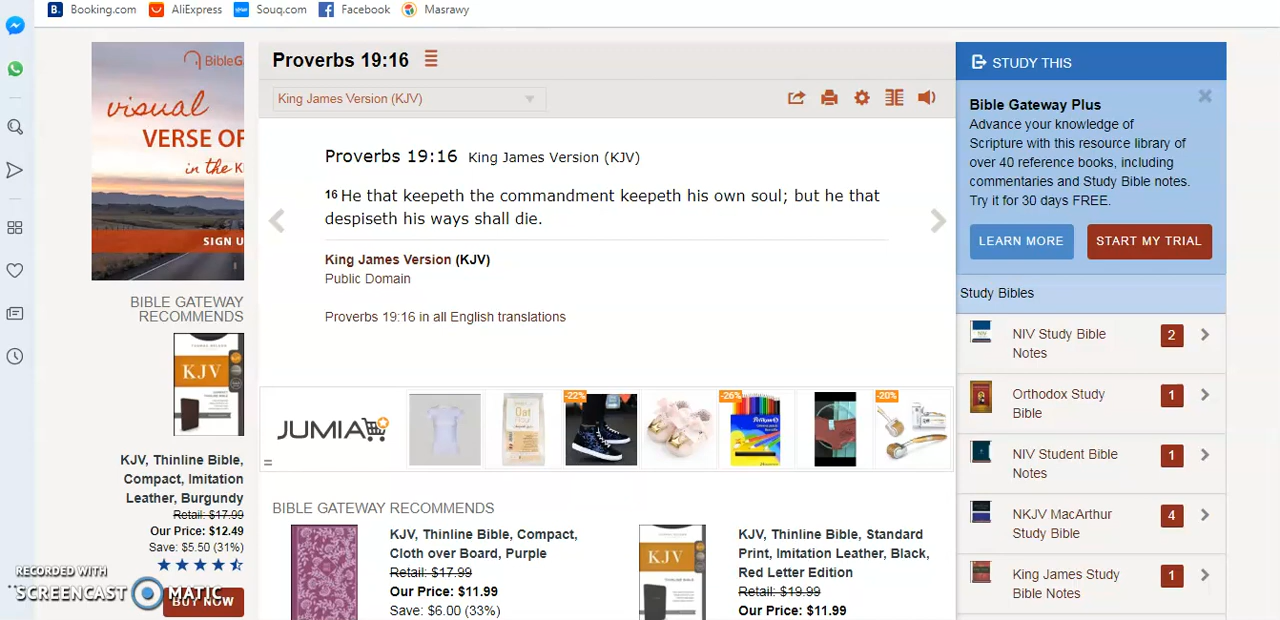 Booking.com AliExpress Souq.com Facebook Masrawy
BibleG
visual
VERSE OF
in the K
SIGN U
BIBLE GATEWAY
RECOMMENDS
KJV
KJV, Thinline Bible,
Compact, Imitation
Leather, Burgundy
Retail: $17.99
Our Price: $12.49
Save: $5.50 (31%)
BUY NOW
RECORDED WITH
SCREENCAST MATIC
Proverbs 19:16
King James Version (KJV)
Proverbs 19:16 King James Version (KJV)
16 He that keepeth the commandment keepeth his own soul; but he that
despiseth his ways shall die.
King James Version (KJV)
Public Domain
Proverbs 19:16 in all English translations
JUMIA
-22%
-26%
-20%
Oat
Pelikan
BIBLE GATEWAY RECOMMENDS
KJV, Thinline Bible, Compact,
Cloth over Board, Purple
Retail: $17.99
Our Price: $11.99
Save: $6.00 (33%)
KJV
KJV, Thinline Bible, Standard
Print, Imitation Leather, Black,
Red Letter Edition
Retail: $19.99
Our Price: $11.99
STUDY THIS
Bible Gateway Plus
Advance your knowledge of
Scripture with this resource library of
over 40 reference books, including
commentaries and Study Bible notes.
Try it for 30 days FREE.
LEARN MORE START MY TRIAL
Study Bibles
NIV Study Bible
Notes
2
Orthodox Study
Bible
1
NIV Student Bible
Notes
1
NKJV MacArthur
Study Bible
4
King James Study
Bible Notes
1